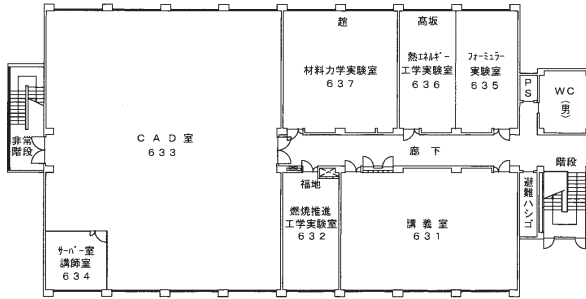 趙
材料力学実験室
637
髙坂
熱エネルギー
工学実験室
636
フォーミュラー
実験室
635
PS
WC
(男)
非常
階段
CAD室
633
廊下
階段
避難ハシゴ
福地
燃焼推進
工学実験室
632
講義室
631
サーバー室
講師室
634